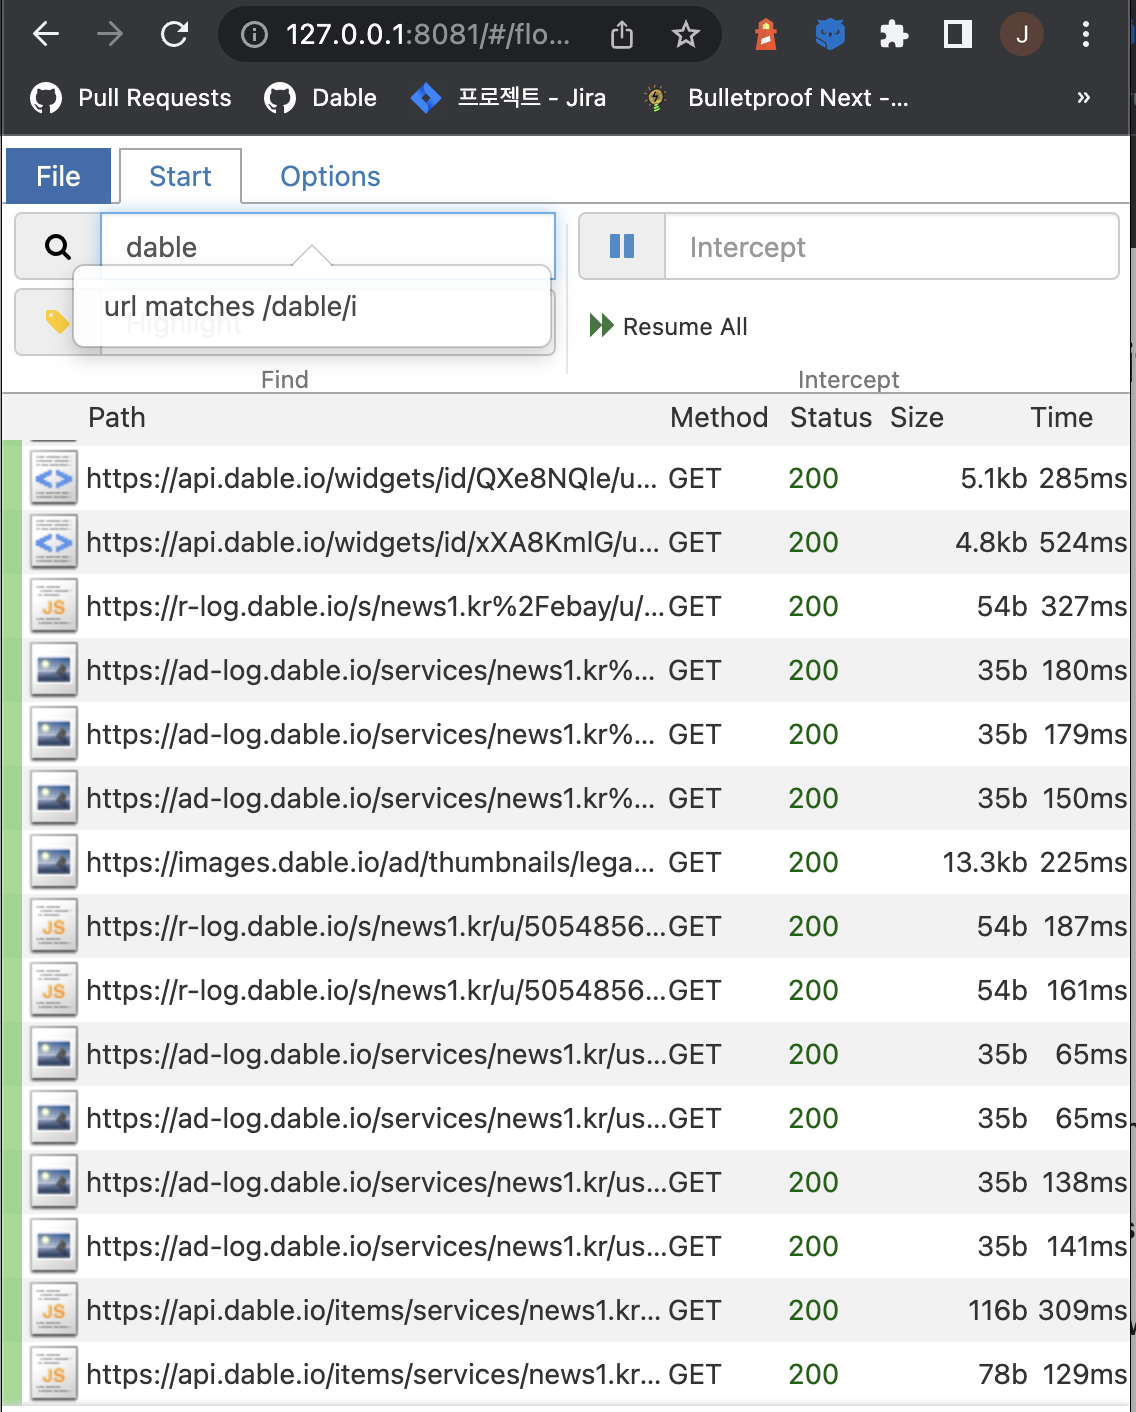 127.0.0.1:8081/#/flo...
J
Pull Requests Dable 프로젝트 - Jira Bulletproof Next -... »
File Start Options
dable Intercept
url matches /dable/i
Highlight
Resume All
Find Intercept
Path Method Status Size Time
https://api.dable.io/widgets/id/QXe8NQle/u... GET 200 5.1kb 285ms
https://api.dable.io/widgets/id/xXA8KmlG/u... GET 200 4.8kb 524ms
JS https://r-log.dable.io/s/news1.kr%2Febay/u/... GET 200 54b 327ms
https://ad-log.dable.io/services/news1.kr%... GET 200 35b 180ms
https://ad-log.dable.io/services/news1.kr%... GET 200 35b 179ms
https://ad-log.dable.io/services/news1.kr%... GET 200 35b 150ms
https://images.dable.io/ad/thumbnails/lega... GET 200 13.3kb 225ms
JS https://r-log.dable.io/s/news1.kr/u/5054856... GET 200 54b 187ms
JS https://r-log.dable.io/s/news1.kr/u/5054856... GET 200 54b 161ms
https://ad-log.dable.io/services/news1.kr/us... GET 200 35b 65ms
https://ad-log.dable.io/services/news1.kr/us... GET 200 35b 65ms
https://ad-log.dable.io/services/news1.kr/us... GET 200 35b 138ms
https://ad-log.dable.io/services/news1.kr/us... GET 200 35b 141ms
JS https://api.dable.io/items/services/news1.kr... GET 200 116b 309ms
JS https://api.dable.io/items/services/news1.kr... GET 200 78b 129ms